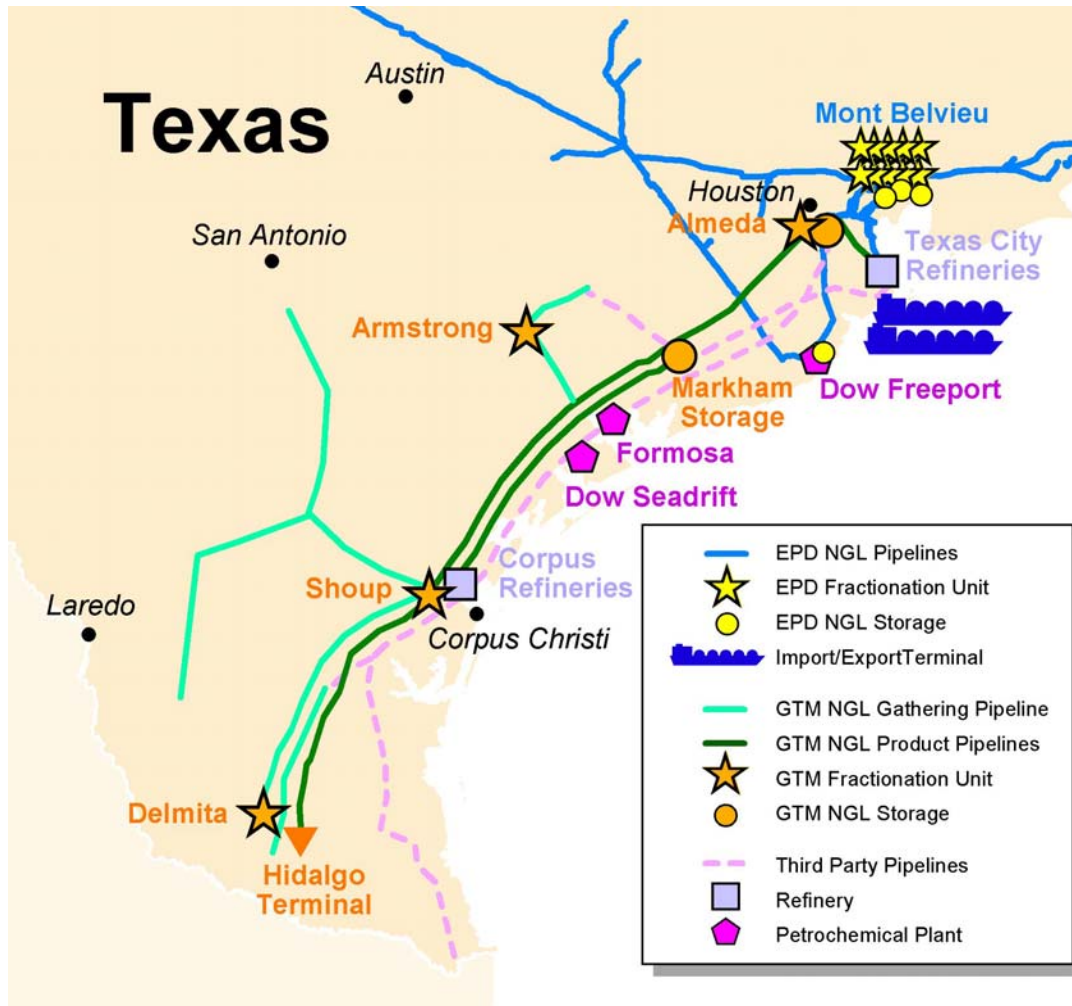 Texas
Austin
Mont Belvieu
Houston
Almeda
San Antonio
Texas City
Refineries
Armstrong
Markham
Storage
Dow Freeport
Formosa
Dow Seadrift
Shoup
Corpus
Refineries
Laredo
Corpus Christi
Delmita
Hidalgo
Terminal
EPD NGL Pipelines
EPD Fractionation Unit
EPD NGL Storage
Import/ExportTerminal
GTM NGL Gathering Pipeline
GTM NGL Product Pipelines
GTM Fractionation Unit
GTM NGL Storage
Third Party Pipelines
Refinery
Petrochemical Plant